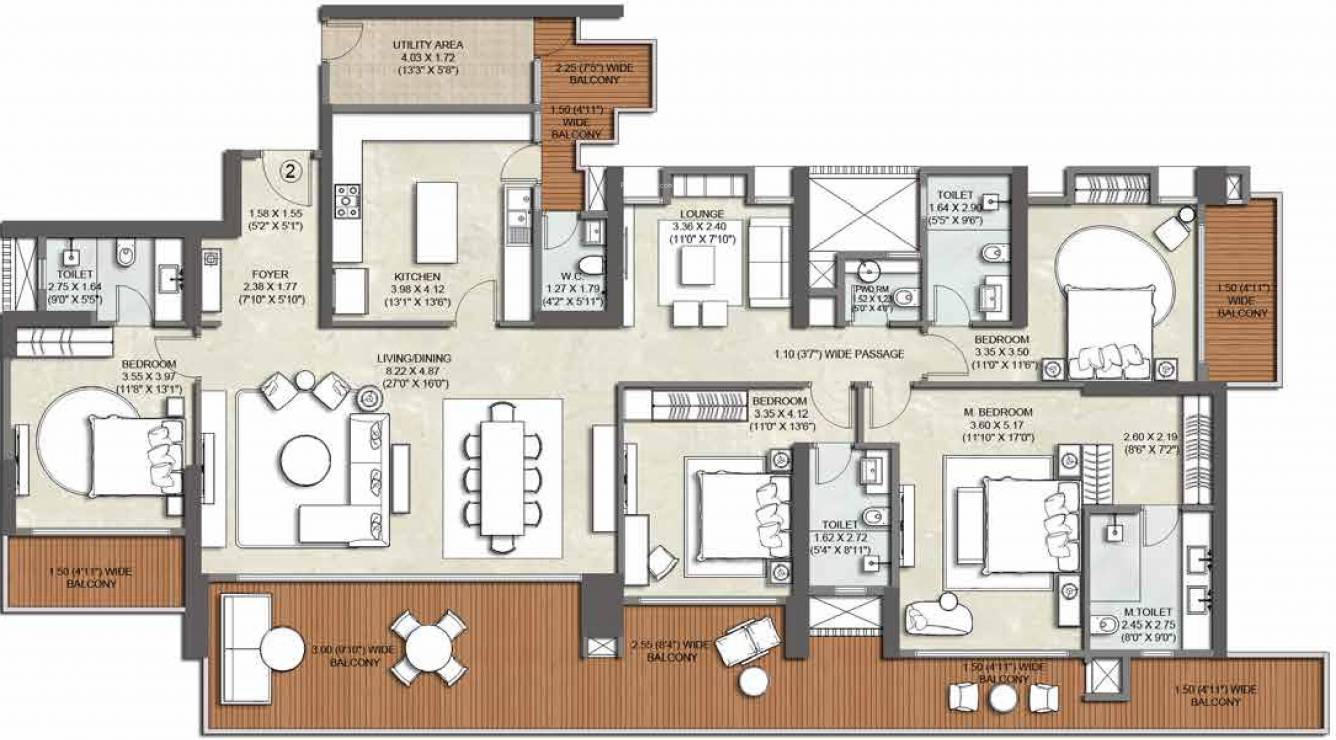 UTILITY AREA
4.03 X 1.72
(13'3" X 5'8")
2.25 (7'5") WIDE
BALCONY
1.50 (4'11")
WIDE
BALCONY
2
1.58 X 1.55
(5'2" X 5'1")
FOYER
2.38 X 1.77
(7'10" X 5'10")
KITCHEN
3.98 X 4.12
(13'1" X 13'6")
W.C.
1.27 X 1.79
(4'2" X 5'11")
LOUNGE
3.36 X 2.40
(11'0" X 7'10")
TOILET
1.64 X 2.90
(5'5" X 9'6")
PWD.RM
1.52 X 1.23
(5'0" X 4'0")
TOILET
2.75 X 1.64
(9'0" X 5'5")
BEDROOM
3.55 X 3.97
(11'8" X 13'1")
LIVING/DINING
8.22 X 4.87
(27'0" X 16'0")
1.10 (3'7") WIDE PASSAGE
BEDROOM
3.35 X 3.50
(11'0" X 11'6")
1.50 (4'11")
WIDE
BALCONY
BEDROOM
3.35 X 4.12
(11'0" X 13'6")
M. BEDROOM
3.60 X 5.17
(11'10" X 17'0")
2.60 X 2.19
(8'6" X 7'2")
TOILET
1.62 X 2.72
(5'4" X 8'11")
M.TOILET
2.45 X 2.75
(8'0" X 9'0")
1.50 (4'11") WIDE
BALCONY
3.00 (9'10") WIDE
BALCONY
2.55 (8'4") WIDE
BALCONY
1.50 (4'11") WIDE
BALCONY
1.50 (4'11") WIDE
BALCONY